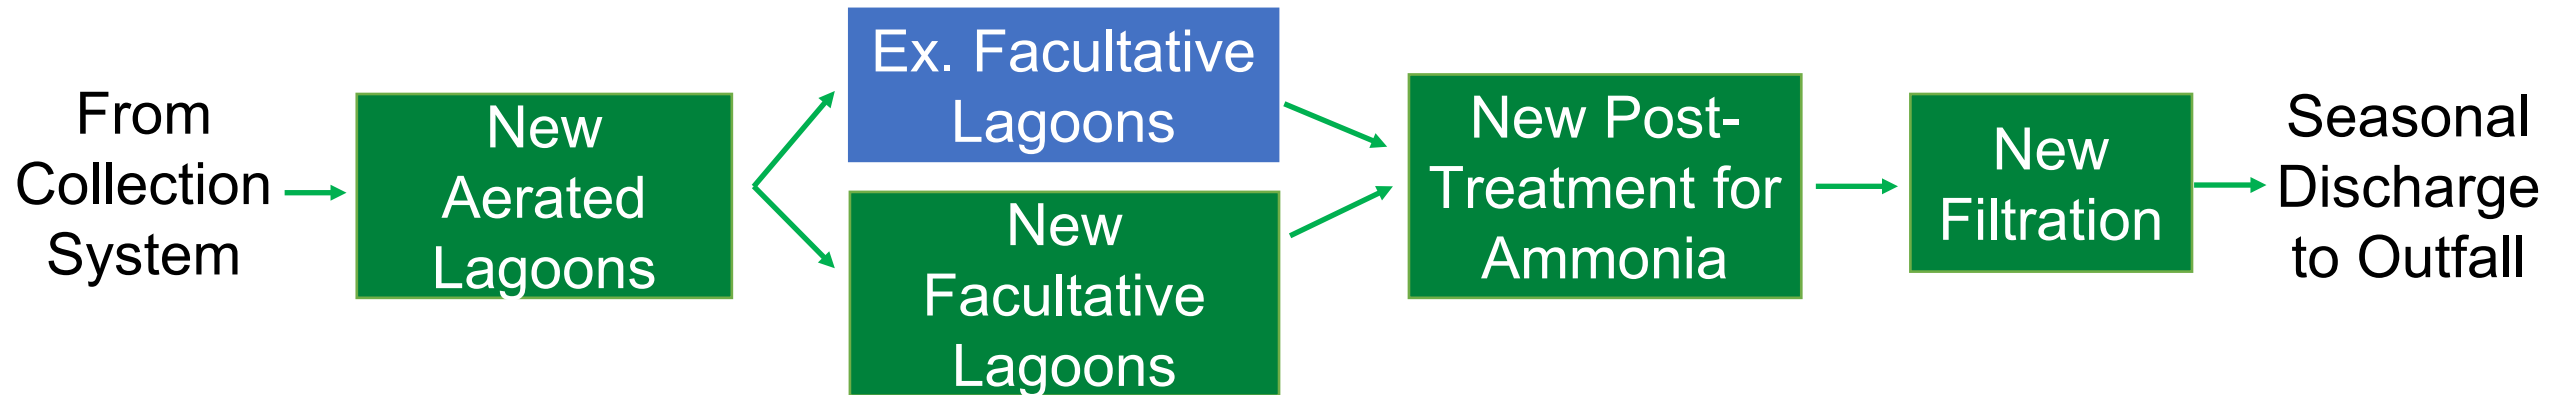 From
Collection
System
New
Aerated
Lagoons
Ex. Facultative
Lagoons
New
Facultative
Lagoons
New Post-
Treatment for
Ammonia
New
Filtration
Seasonal
Discharge
to Outfall